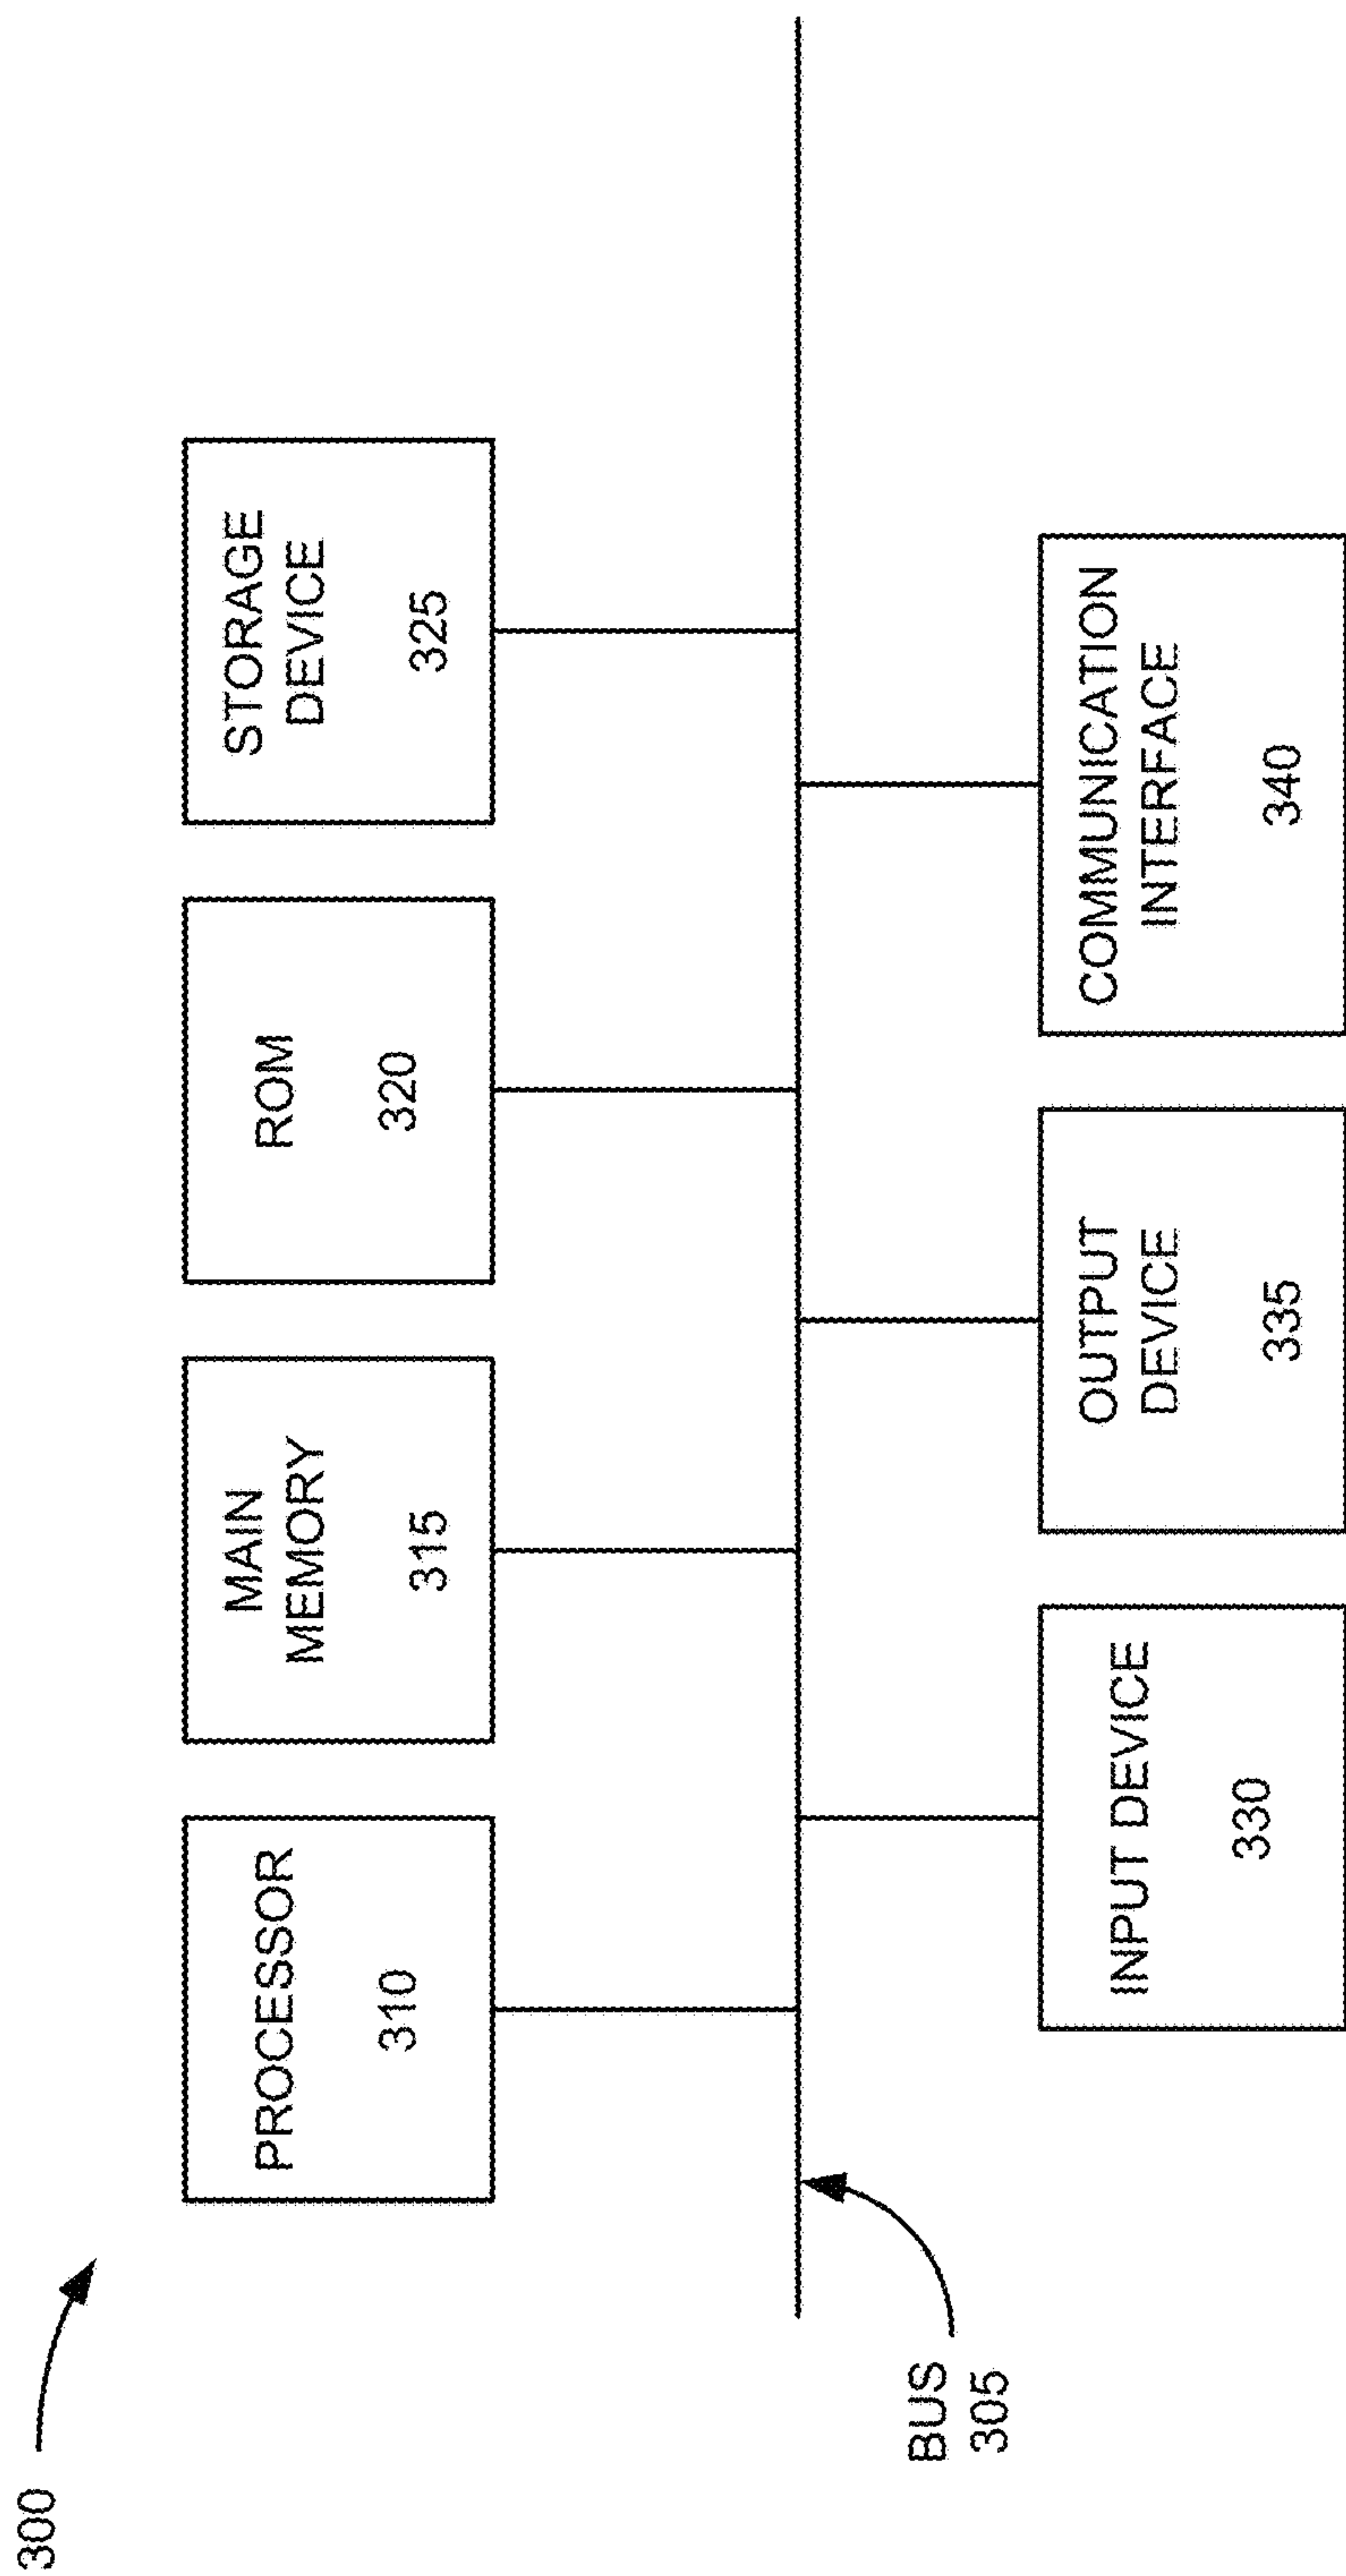 300
PROCESSOR
310
MAIN
MEMORY
315
ROM
320
STORAGE
DEVICE
325
BUS
305
INPUT DEVICE
330
OUTPUT
DEVICE
335
COMMUNICATION
INTERFACE
340